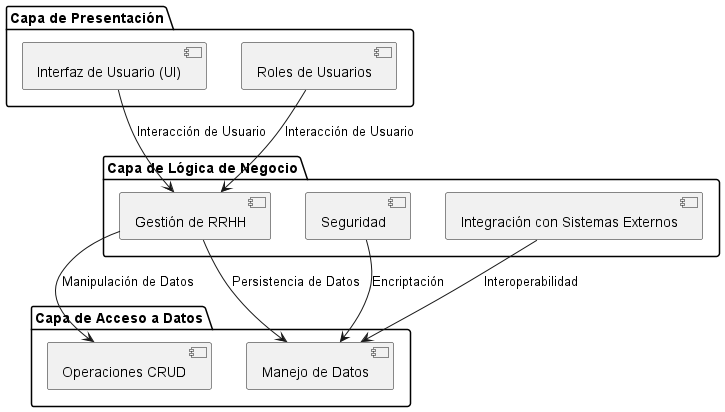 Capa de Presentación
Interfaz de Usuario (UI)
Roles de Usuarios
Interacción de Usuario
Interacción de Usuario
Capa de Lógica de Negocio
Gestión de RRHH
Seguridad
Integración con Sistemas Externos
Manipulación de Datos
Persistencia de Datos
Encriptación
Interoperabilidad
Capa de Acceso a Datos
Operaciones CRUD
Manejo de Datos